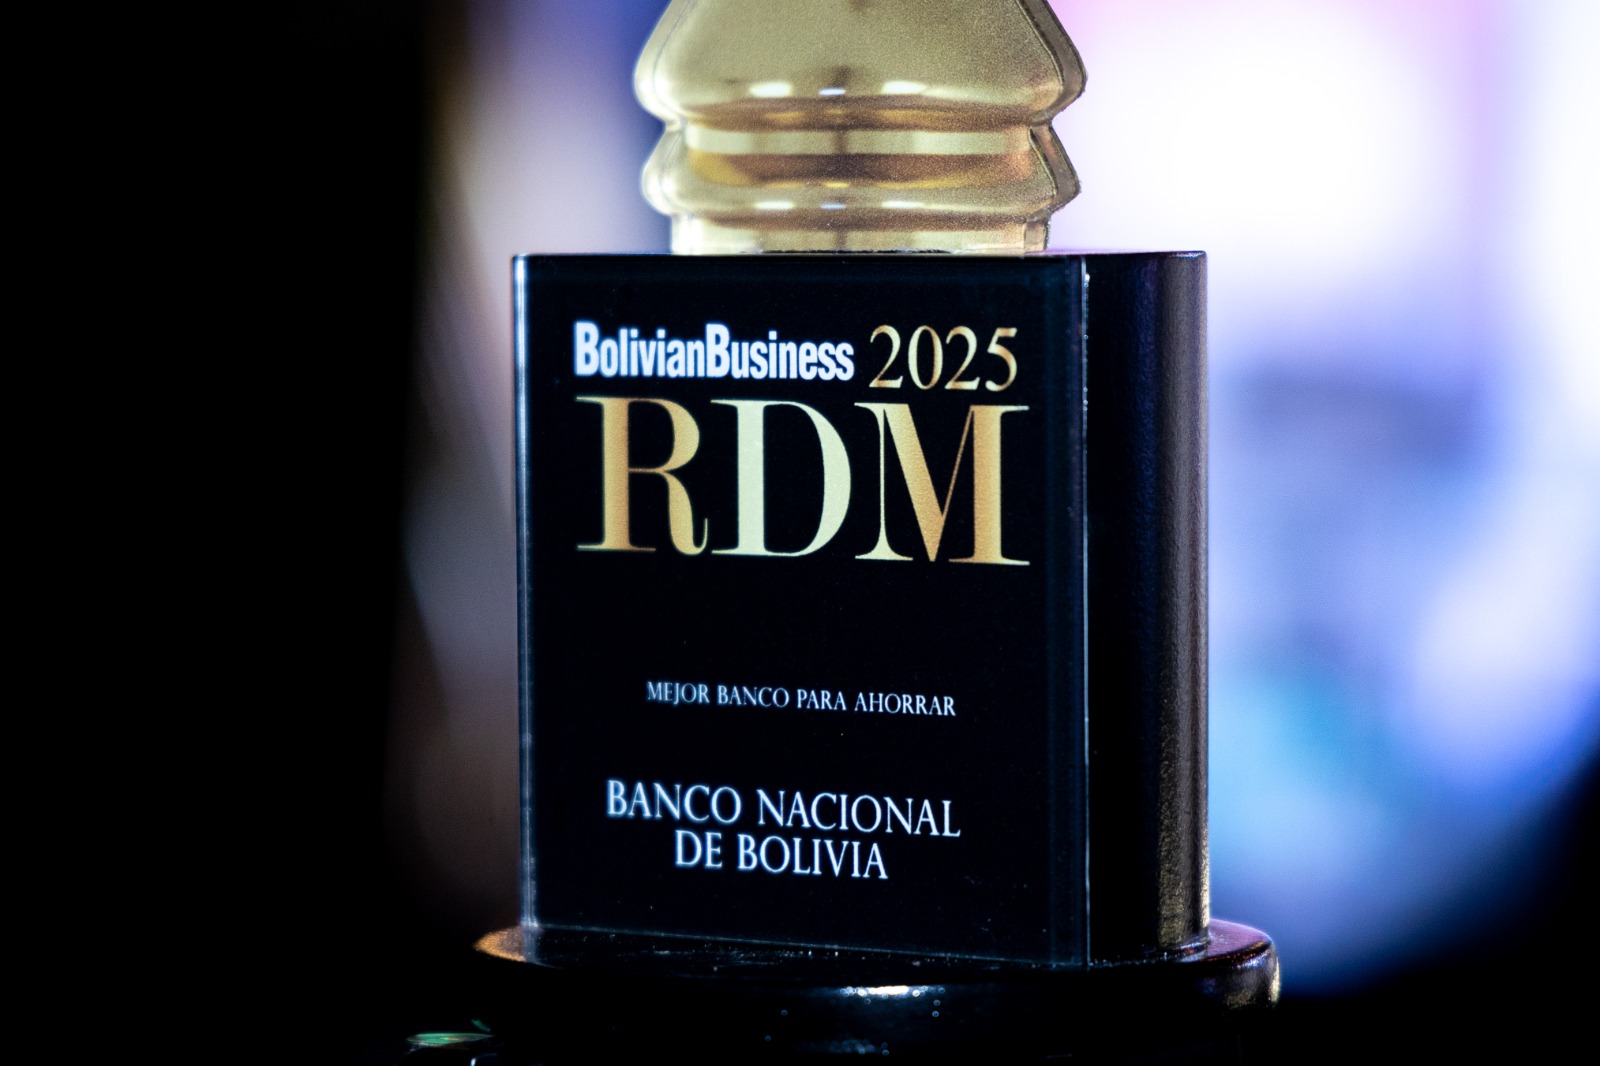 BolivianBusiness 2025
RDM
MEJOR BANCO PARA AHORRAR
BANCO NACIONAL
DE BOLIVIA